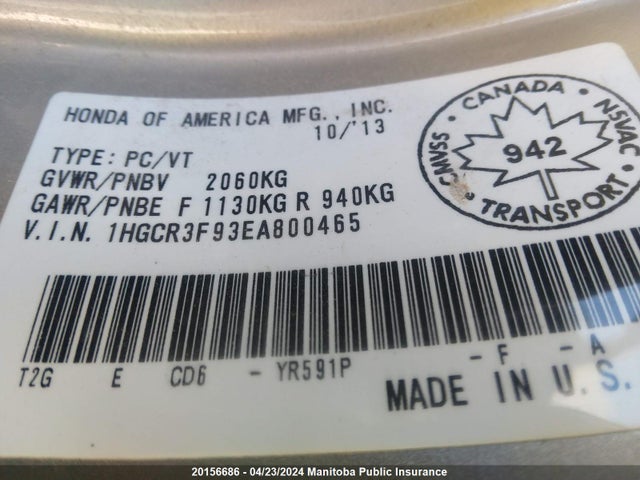 HONDA OF AMERICA MFG., INC.
10/'13
TYPE: PC/VT
GVWR/PNBV 2060KG
GAWR/PNBE F 1130KG R 940KG
V.I.N. 1HGCR3F93EA800465
CANADA
NSVAC
942
CMVSS
TRANSPORT
T2G E CD6 - YR591P - F - A
MADE IN U.S.
20156686 - 04/23/2024 Manitoba Public Insurance